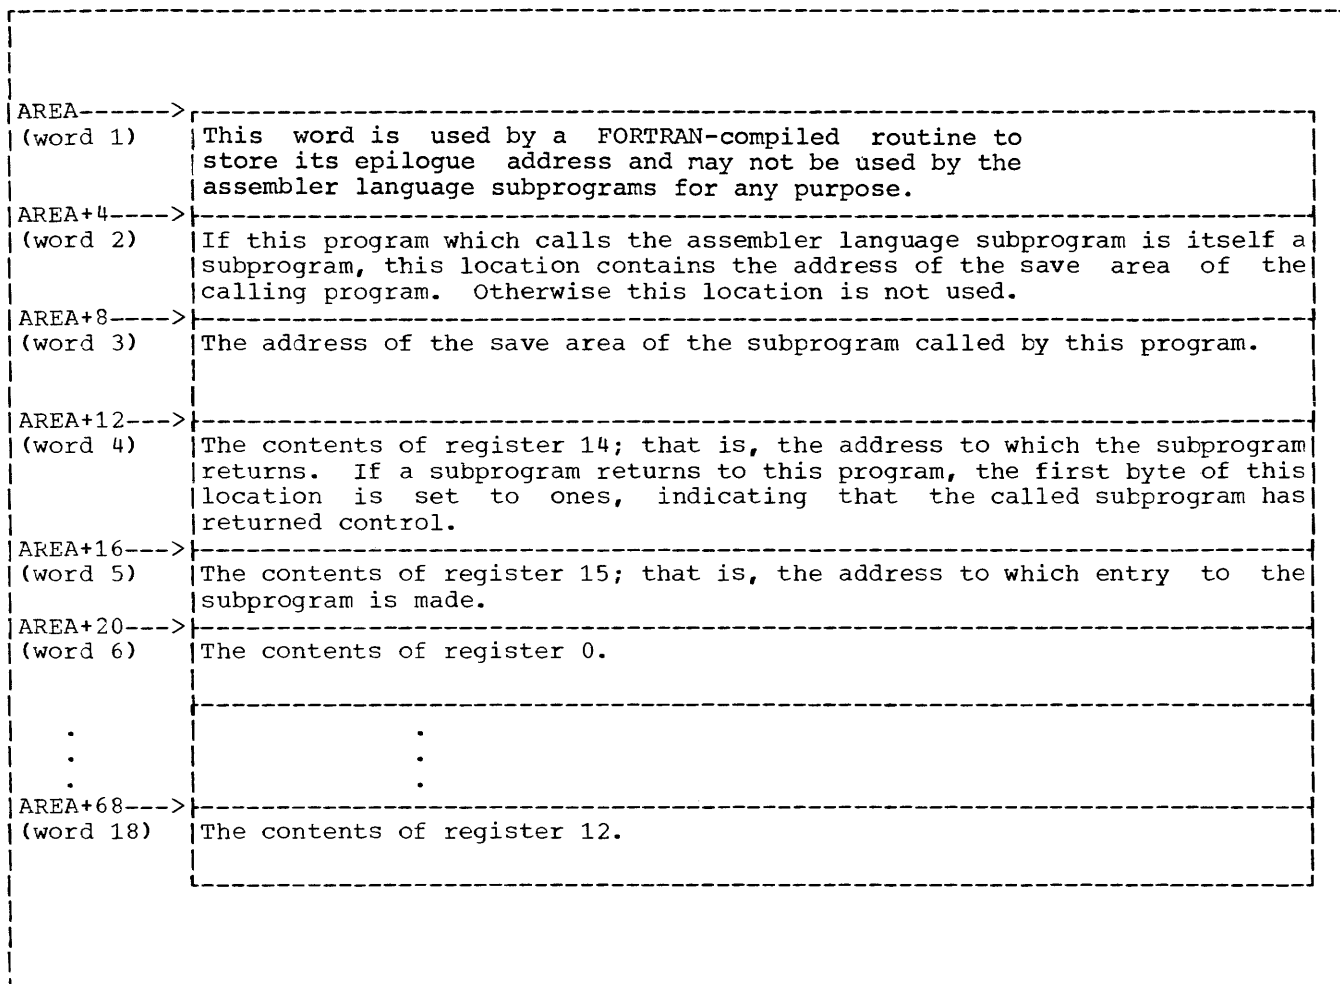 AREA------>
(word 1) This word is used by a FORTRAN-compiled routine to
store its epilogue address and may not be used by the
assembler language subprograms for any purpose.
AREA+4---->
(word 2) If this program which calls the assembler language subprogram is itself a
subprogram, this location contains the address of the save area of the
calling program. Otherwise this location is not used.
AREA+8---->
(word 3) The address of the save area of the subprogram called by this program.
AREA+12--->
(word 4) The contents of register 14; that is, the address to which the subprogram
returns. If a subprogram returns to this program, the first byte of this
location is set to ones, indicating that the called subprogram has
returned control.
AREA+16--->
(word 5) The contents of register 15; that is, the address to which entry to the
subprogram is made.
AREA+20--->
(word 6) The contents of register 0.
. .
. .
. .
AREA+68--->
(word 18) The contents of register 12.